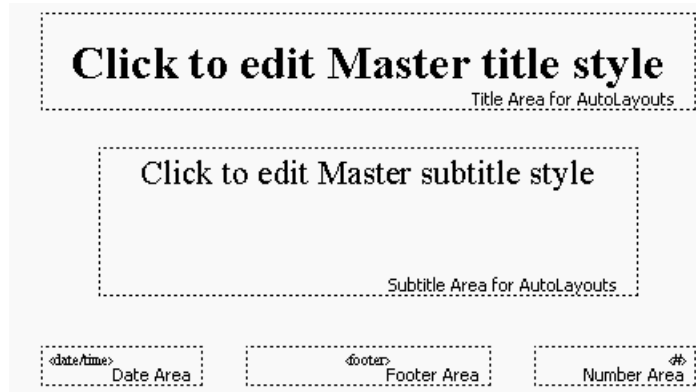 Click to edit Master title style
Title Area for AutoLayouts
Click to edit Master subtitle style
Subtitle Area for AutoLayouts
<date/time>
Date Area
<footer>
Footer Area
<#>
Number Area